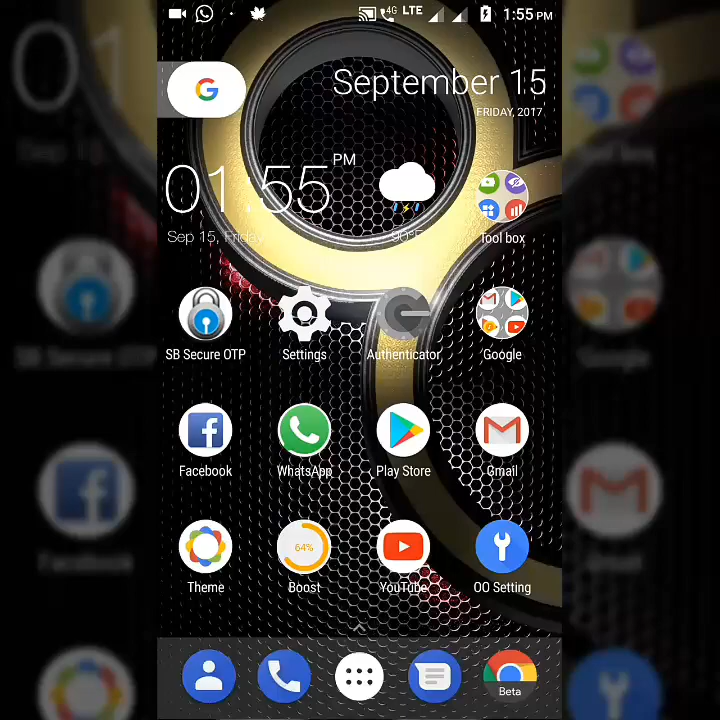 4G LTE 1:55 PM
G
September 15
FRIDAY, 2017
01:55 PM
Sep 15, Friday
90°F
Tool box
SB Secure OTP
Settings
Authenticator
Google
Facebook
WhatsApp
Play Store
Gmail
64%
Theme
Boost
YouTube
OO Setting
Beta